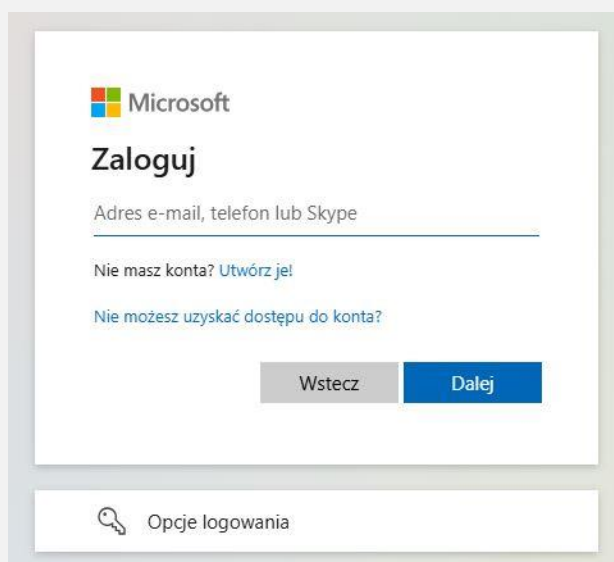 Microsoft
Zaloguj
Adres e-mail, telefon lub Skype
Nie masz konta? Utwórz je!
Nie możesz uzyskać dostępu do konta?
Wstecz Dalej
Opcje logowania